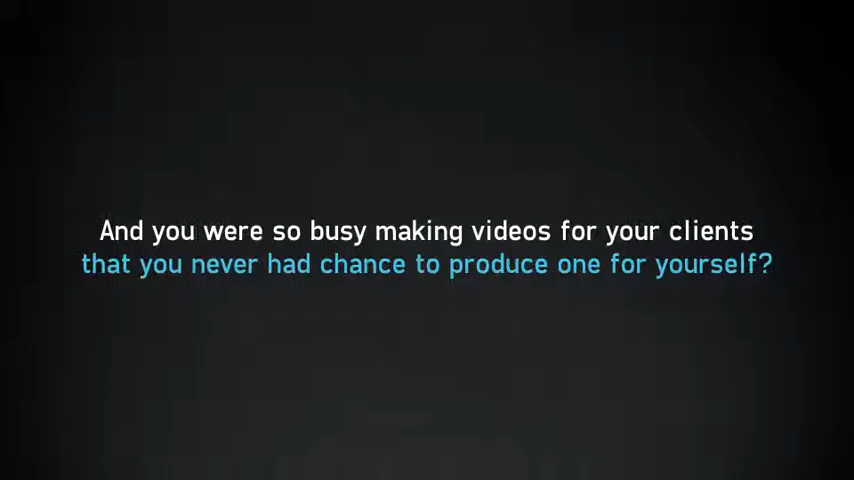 And you were so busy making videos for your clients
that you never had chance to produce one for yourself?